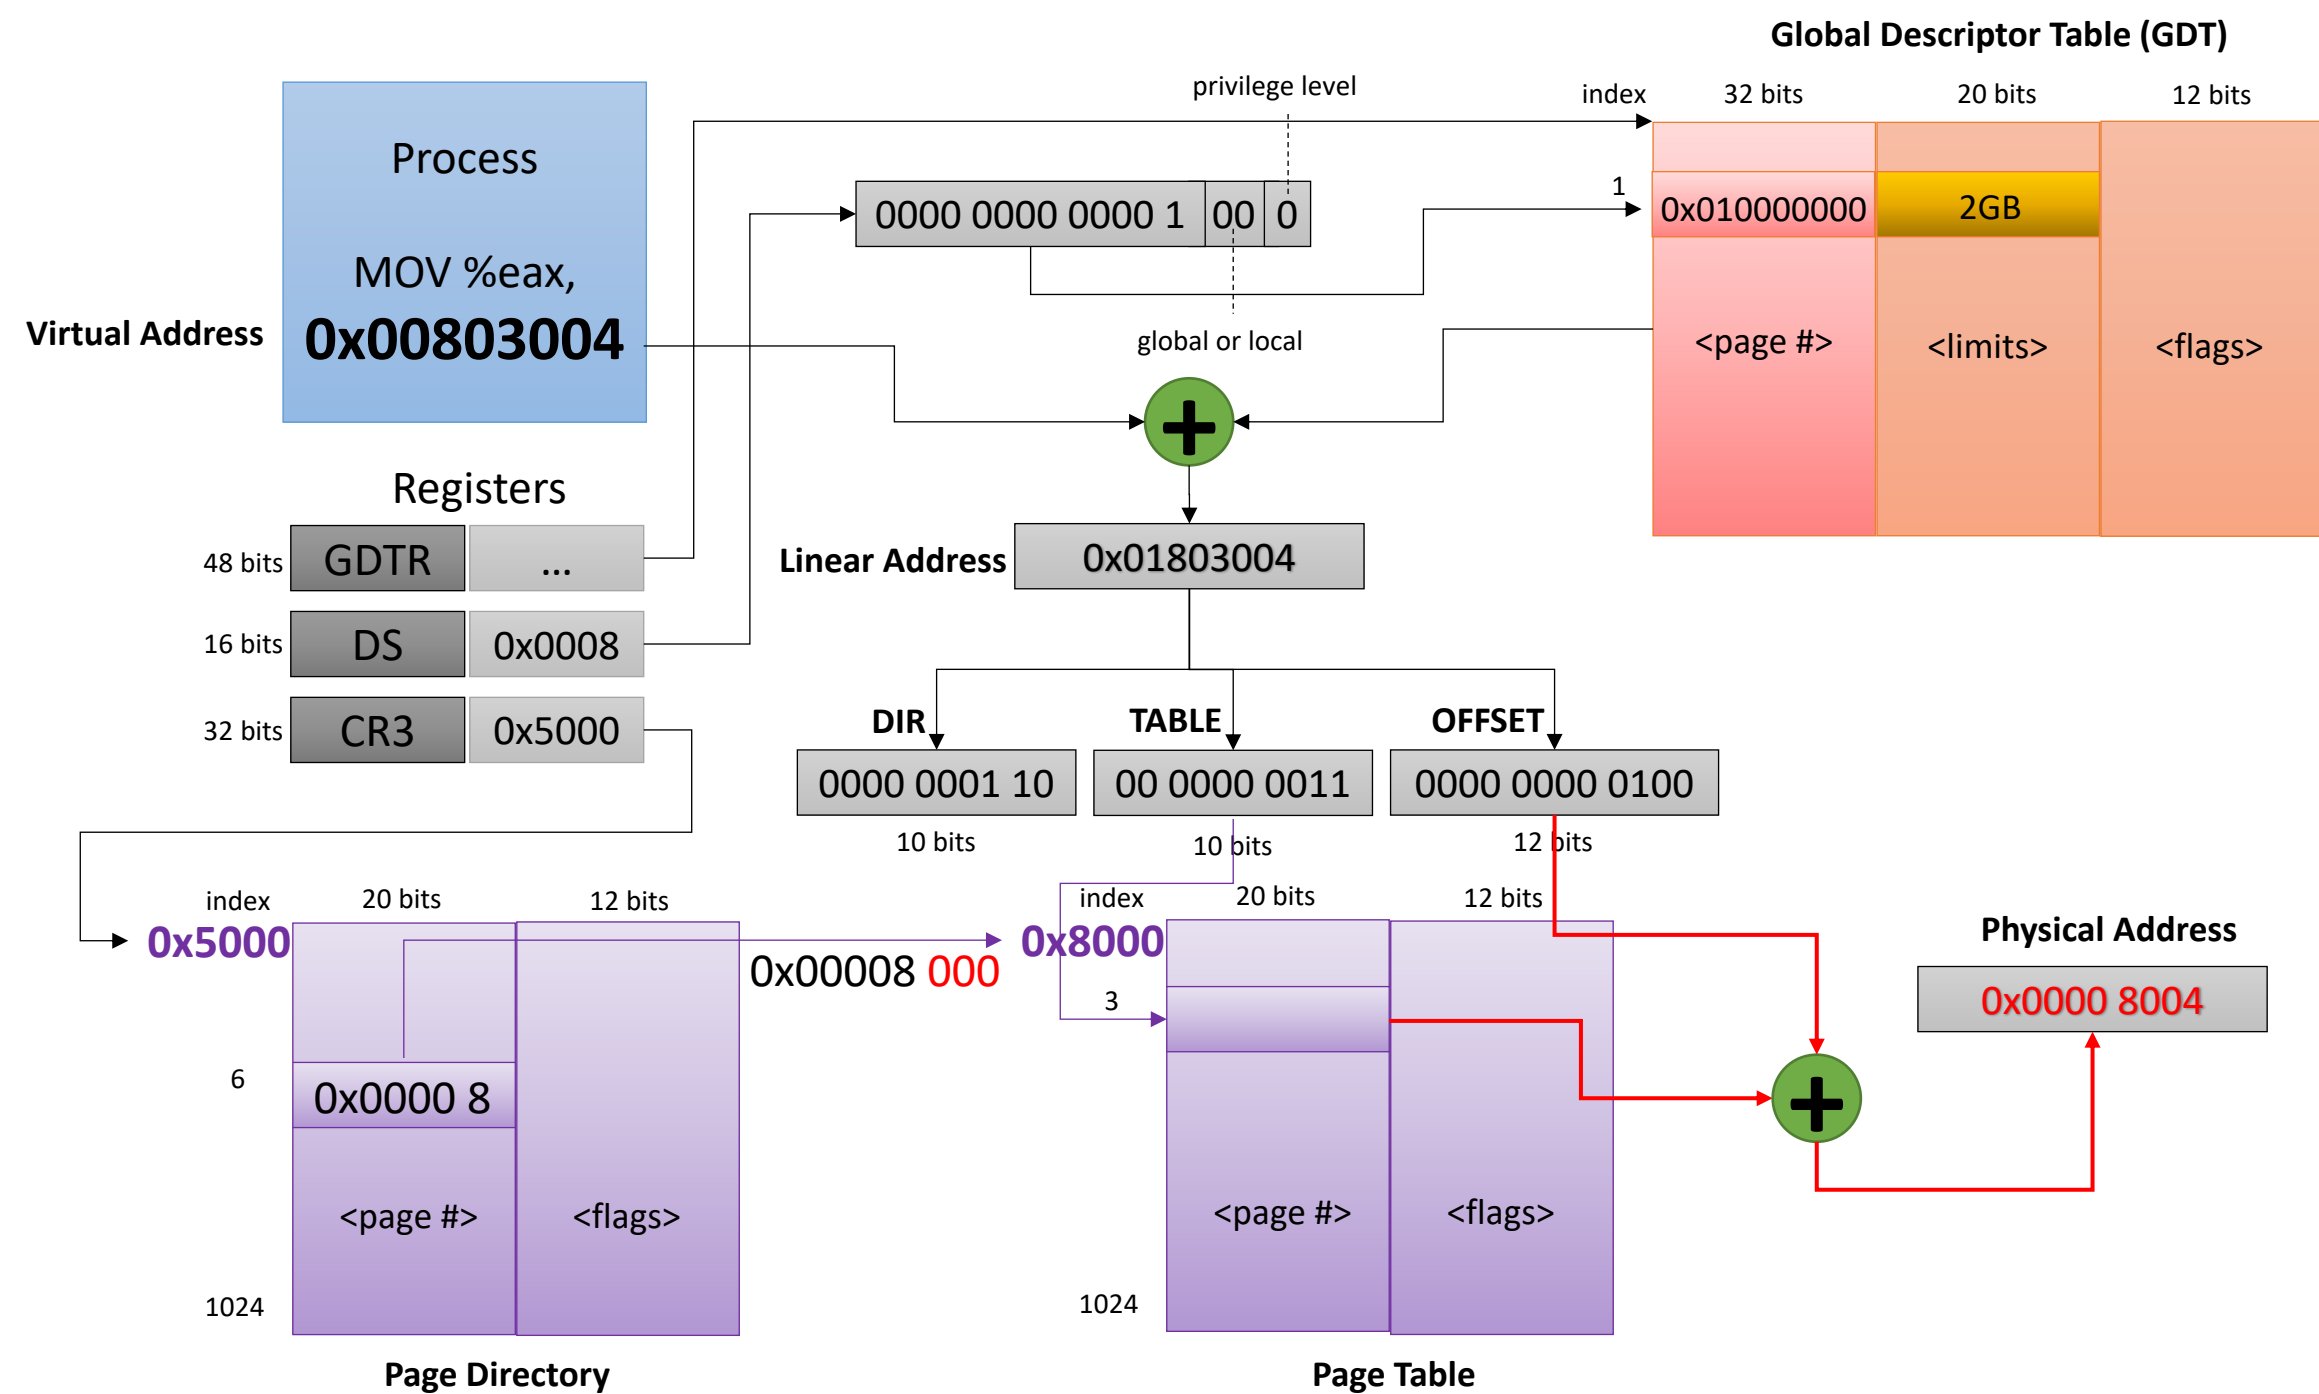 Global Descriptor Table (GDT)
privilege level
index 32 bits 20 bits 12 bits
Process
MOV %eax,
0x00803004
Virtual Address
0000 0000 0000 1 00 0
global or local
1
0x010000000 2GB
<page #> <limits> <flags>
+
Registers
48 bits GDTR ...
16 bits DS 0x0008
32 bits CR3 0x5000
Linear Address 0x01803004
DIR TABLE OFFSET
0000 0001 10 00 0000 0011 0000 0000 0100
10 bits 10 bits 12 bits
index 20 bits 12 bits
0x5000
0x00008 000
6
0x0000 8
<page #> <flags>
1024
Page Directory
index 20 bits 12 bits
0x8000
3
<page #> <flags>
1024
Page Table
+
Physical Address
0x0000 8004